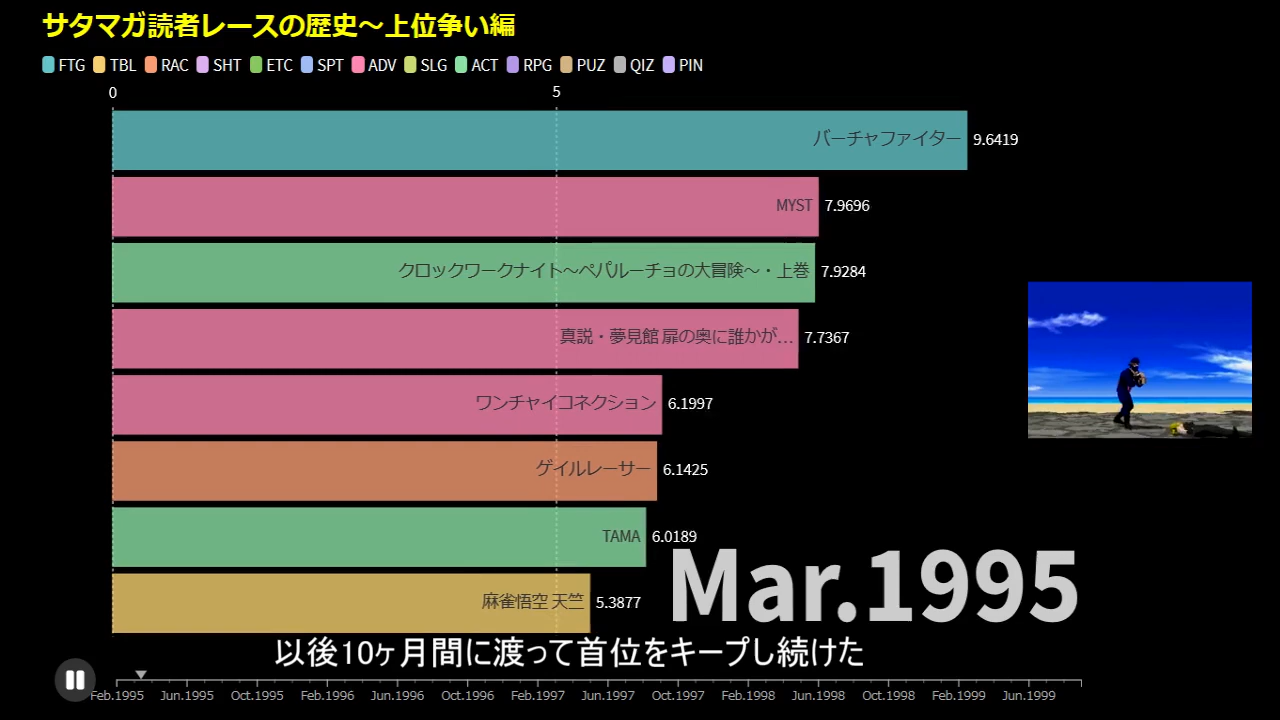 サタマガ読者レースの歴史～上位争い編
FTG TBL RAC SHT ETC SPT ADV SLG ACT RPG PUZ QIZ PIN
0 5
バーチャファイター 9.6419
MYST 7.9696
クロックワークナイト～ペパルーチョの大冒険～・上巻 7.9284
真説・夢見館 扉の奥に誰かが… 7.7367
ワンチャイコネクション 6.1997
ゲイルレーサー 6.1425
TAMA 6.0189
麻雀悟空 天竺 5.3877
Mar.1995
以後10ヶ月間に渡って首位をキープし続けた
Feb.1995 Jun.1995 Oct.1995 Feb.1996 Jun.1996 Oct.1996 Feb.1997 Jun.1997 Oct.1997 Feb.1998 Jun.1998 Oct.1998 Feb.1999 Jun.1999